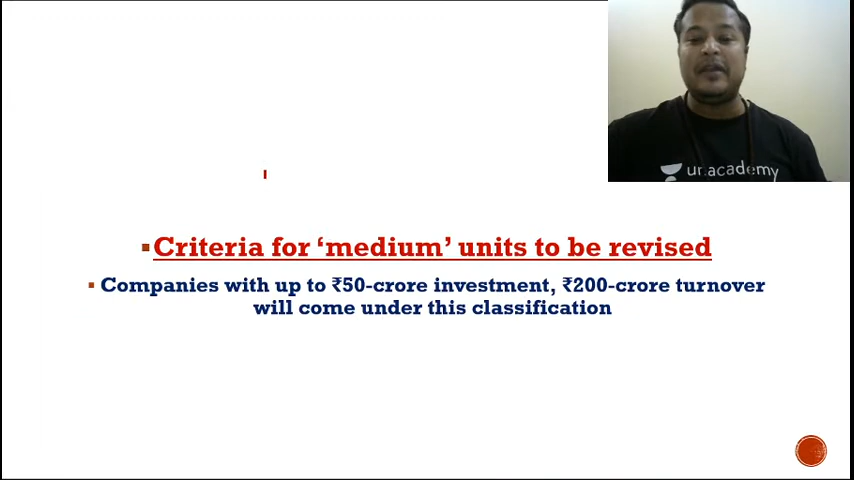 unacademy
Criteria for ‘medium’ units to be revised
Companies with up to ₹50-crore investment, ₹200-crore turnover
will come under this classification